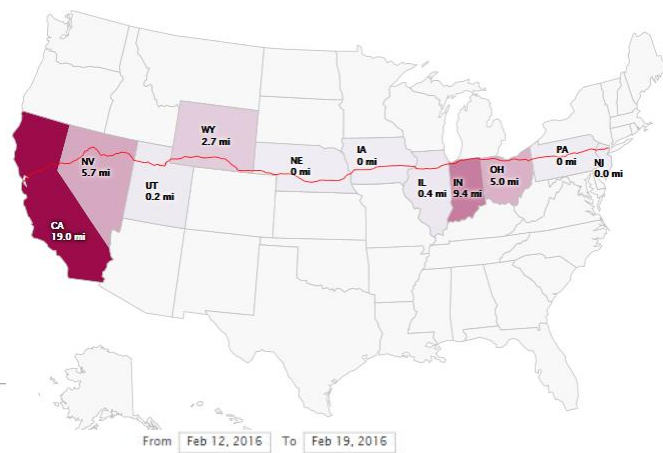 WY
2.7 mi
NV
5.7 mi
UT
0.2 mi
NE
0 mi
IA
0 mi
IL
0.4 mi
IN
9.4 mi
OH
5.0 mi
PA
0 mi
NJ
0.0 mi
CA
19.0 mi
From Feb 12, 2016 To Feb 19, 2016